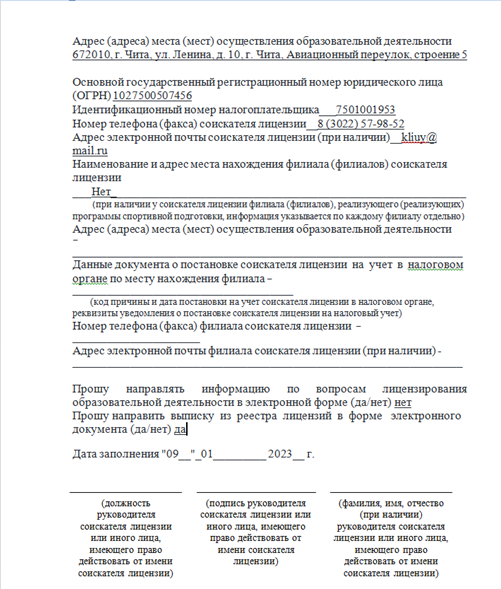 Адрес (адреса) места (мест) осуществления образовательной деятельности
672010, г. Чита, ул. Ленина, д. 10, г. Чита, Авиационный переулок, строение 5
Основной государственный регистрационный номер юридического лица
(ОГРН) 1027500507456
Идентификационный номер налогоплательщика___7501001953
Номер телефона (факса) соискателя лицензии__8 (3022) 57-98-52
Адрес электронной почты соискателя лицензии (при наличии)__kliuy@
mail.ru
Наименование и адрес места нахождения филиала (филиалов) соискателя
лицензии
___Нет_
(при наличии у соискателя лицензии филиала (филиалов), реализующего (реализующих)
программы спортивной подготовки, информация указывается по каждому филиалу отдельно)
Адрес (адреса) места (мест) осуществления образовательной деятельности
–
Данные документа о постановке соискателя лицензии на учет в налоговом
органе по месту нахождения филиала –
(код причины и дата постановки на учет соискателя лицензии в налоговом органе,
реквизиты уведомления о постановке соискателя лицензии на налоговый учет)
Номер телефона (факса) филиала соискателя лицензии –
Адрес электронной почты филиала соискателя лицензии (при наличии) -
Прошу направлять информацию по вопросам лицензирования
образовательной деятельности в электронной форме (да/нет) нет
Прошу направить выписку из реестра лицензий в форме электронного
документа (да/нет) да
Дата заполнения "09__"_01_________2023__ г.
(должность
руководителя
соискателя лицензии
или иного лица,
имеющего право
действовать от имени
соискателя лицензии)
(подпись руководителя
соискателя лицензии или
иного лица, имеющего
право действовать от
имени соискателя
лицензии)
(фамилия, имя, отчество
(при наличии)
руководителя соискателя
лицензии или иного лица,
имеющего право
действовать от имени
соискателя лицензии)